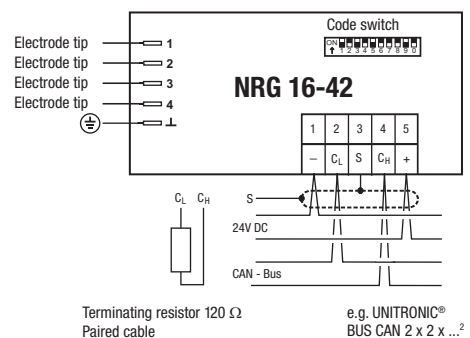 Code switch
ON
↑ 1 2 3 4 5 6 7 8 9 0
Electrode tip 1
Electrode tip 2
Electrode tip 3
Electrode tip 4
⊥
NRG 16-42
1 2 3 4 5
– CL S CH +
CL CH S
24V DC
CAN - Bus
Terminating resistor 120 Ω
Paired cable
e.g. UNITRONIC®
BUS CAN 2 x 2 x ...²